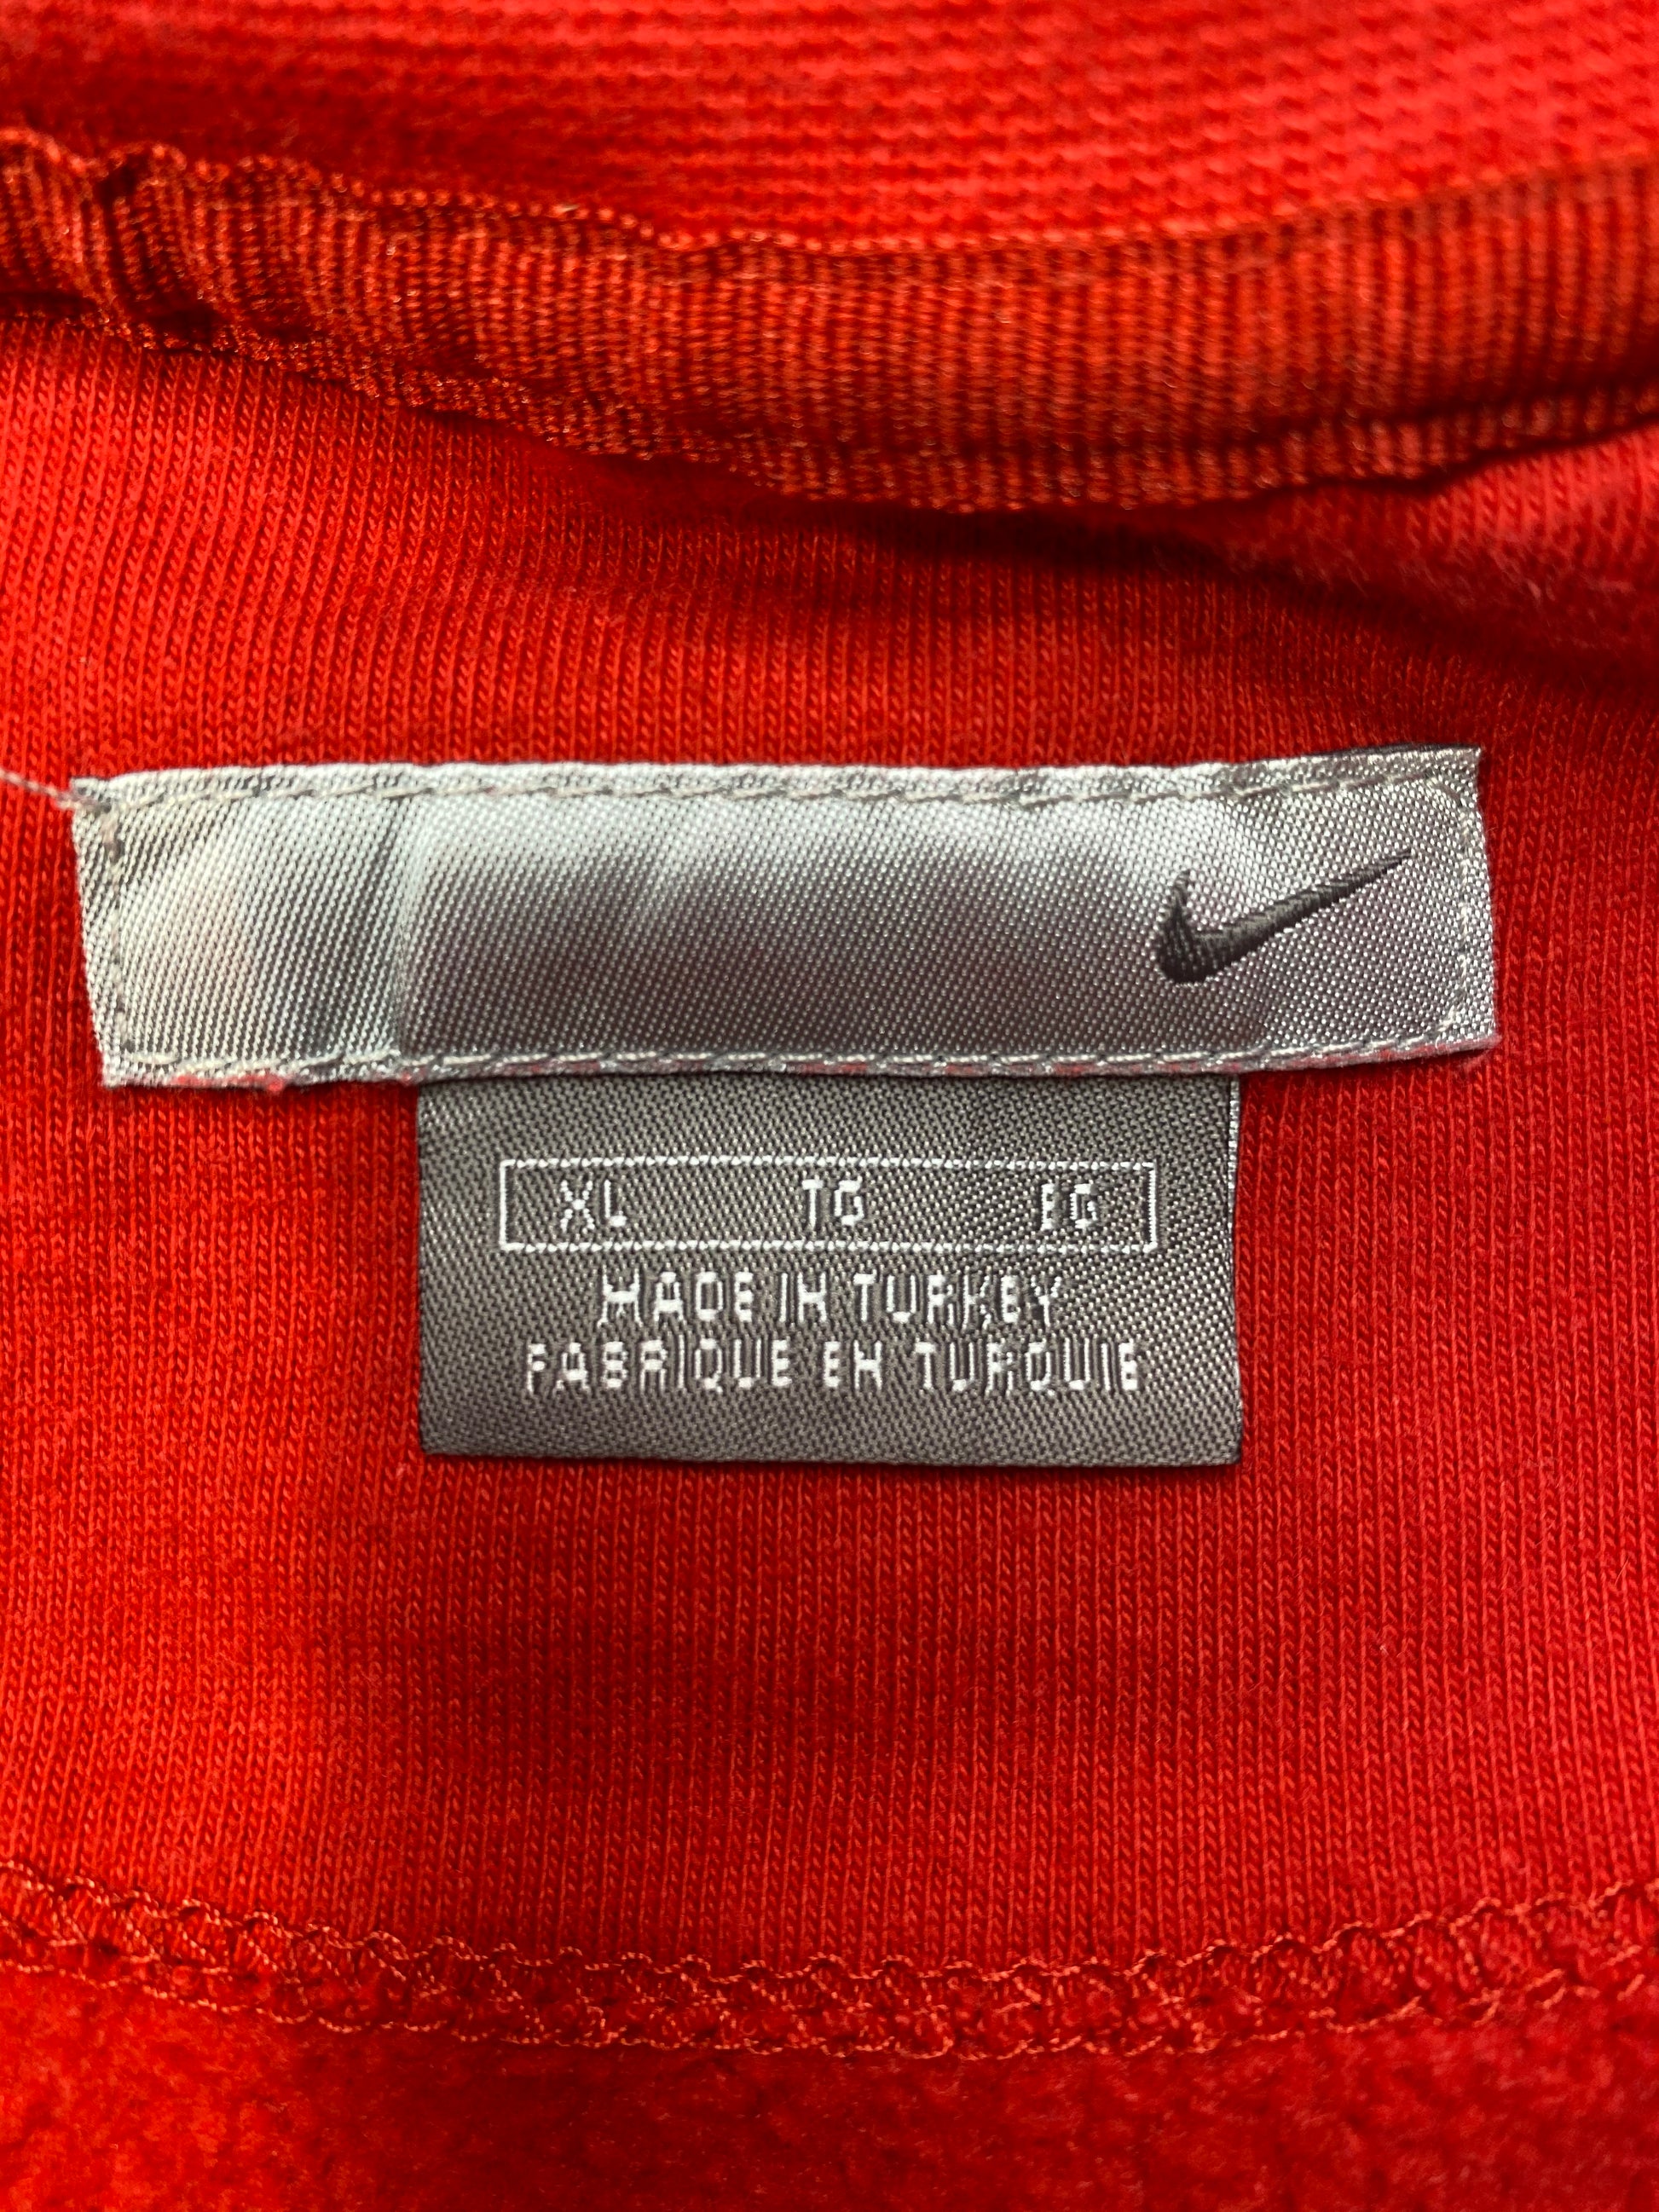 XL TG EG
MADE IN TURKEY
FABRIQUE EN TURQUIE